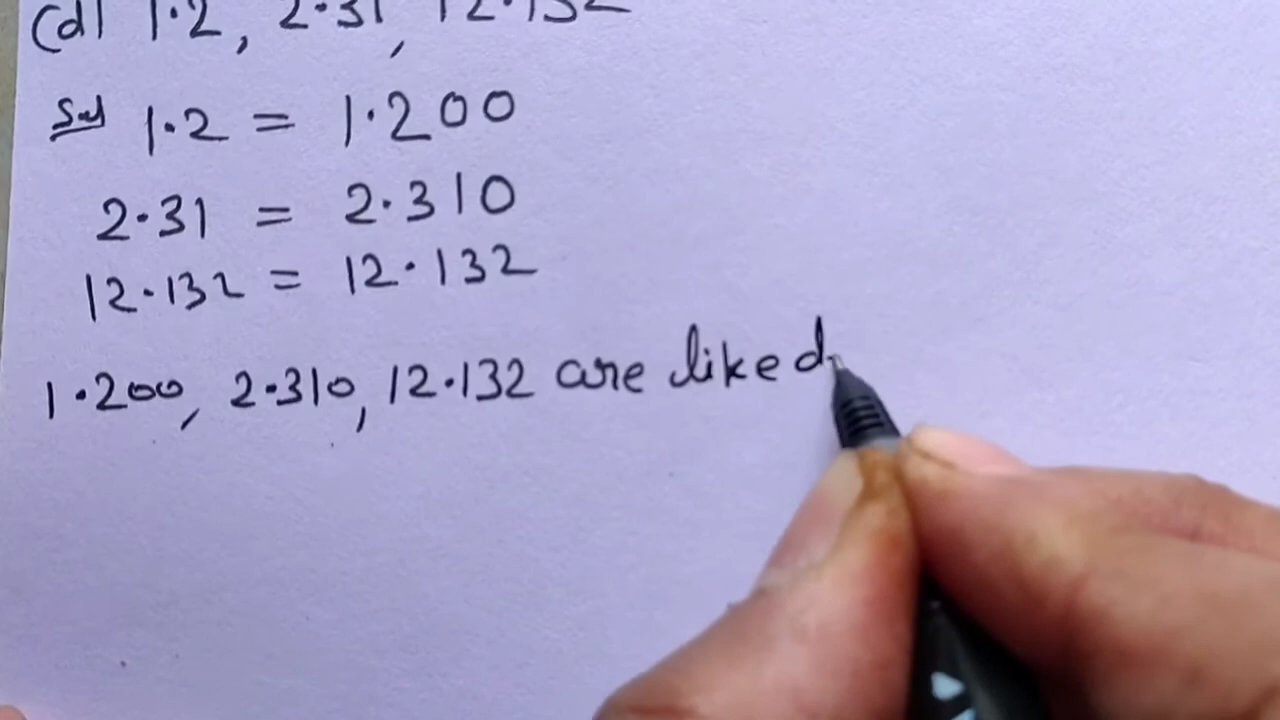 (d) 1.2, 2.31, 12.132
Sol 1.2 = 1.200
2.31 = 2.310
12.132 = 12.132
1.200, 2.310, 12.132 are like d